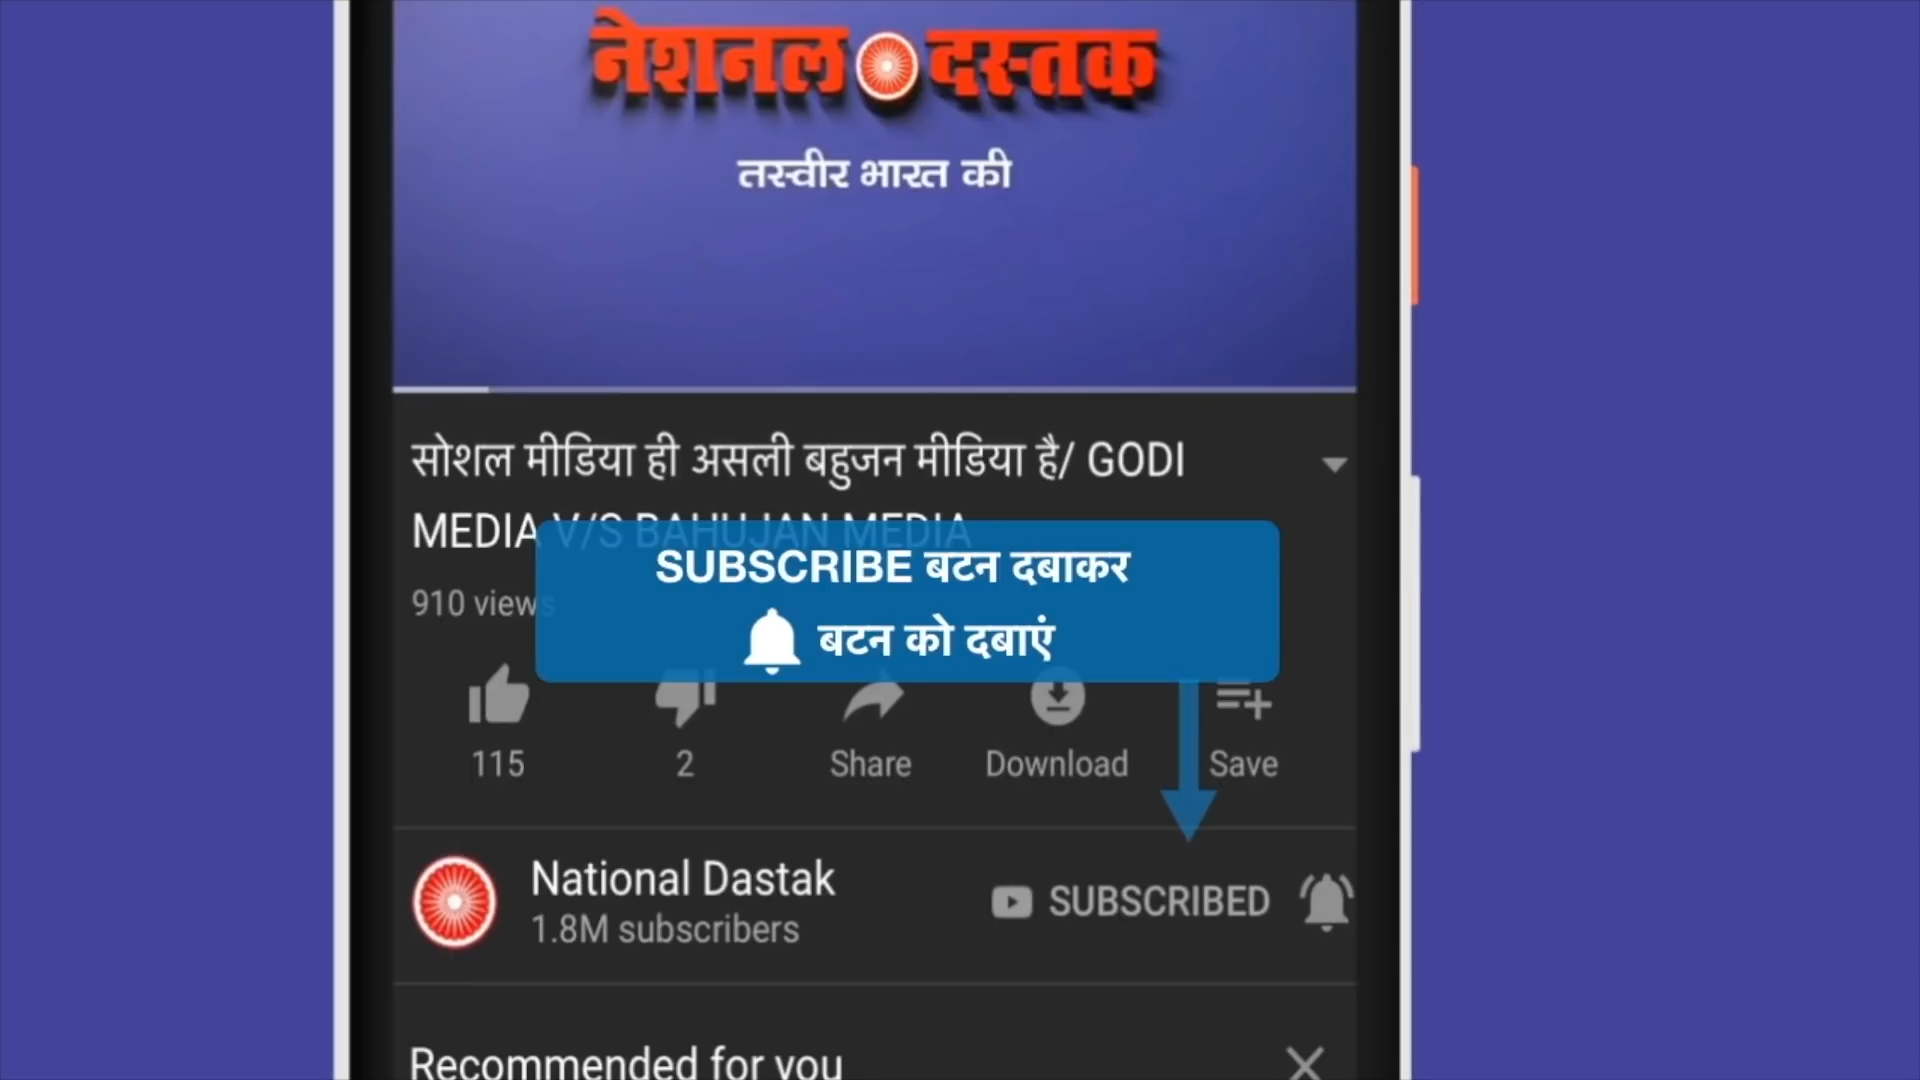 नेशनल दस्तक
तस्वीर भारत की
सोशल मीडिया ही असली बहुजन मीडिया है/ GODI
MEDIA V/S BAHUJAN MEDIA
SUBSCRIBE बटन दबाकर
910 views
बटन को दबाएं
115
2
Share
Download
Save
National Dastak
1.8M subscribers
SUBSCRIBED
Recommended for you